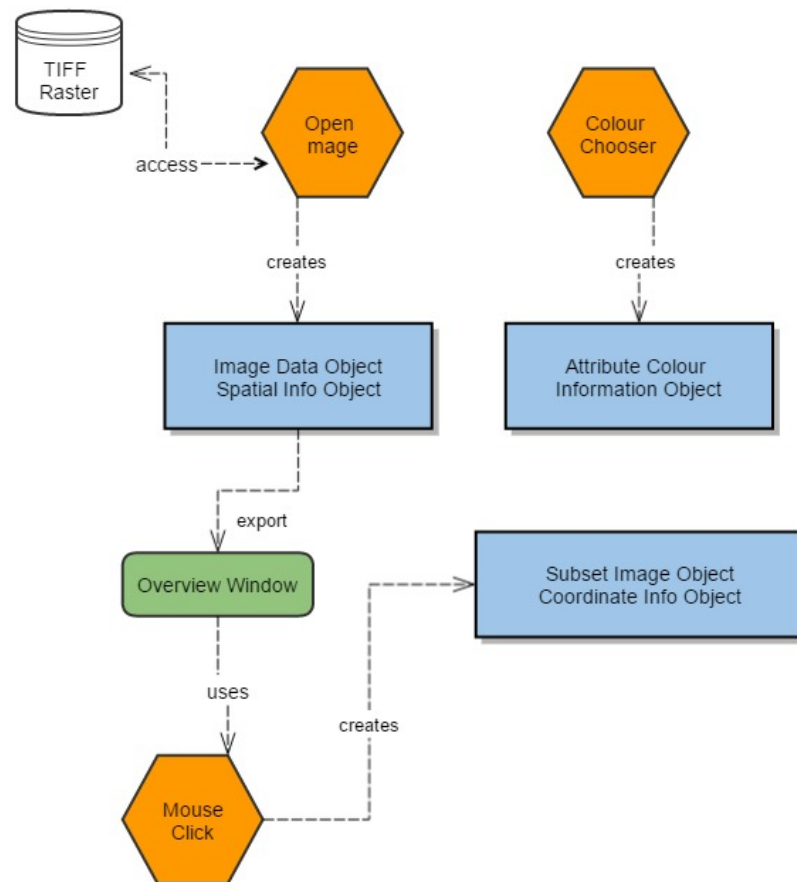 TIFF
Raster
Open
mage
Colour
Chooser
access
creates
creates
Image Data Object
Spatial Info Object
Attribute Colour
Information Object
export
Overview Window
Subset Image Object
Coordinate Info Object
uses
creates
Mouse
Click